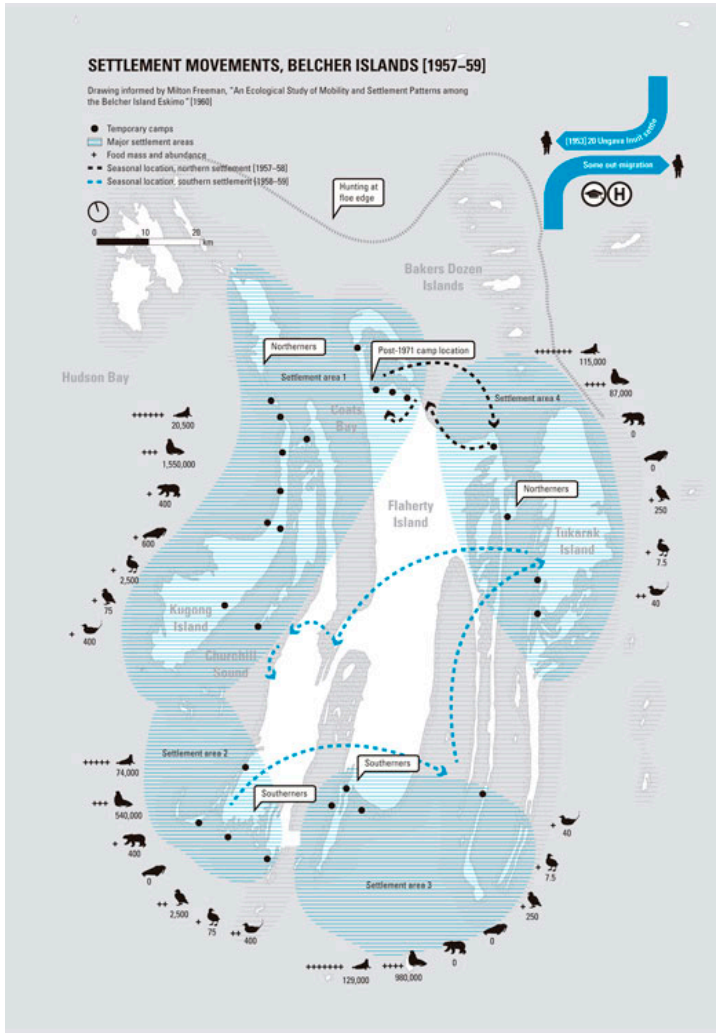 SETTLEMENT MOVEMENTS, BELCHER ISLANDS [1957–59]
Drawing informed by Milton Freeman, "An Ecological Study of Mobility and Settlement Patterns among
the Belcher Island Eskimo" [1960]
Temporary camps
Major settlement areas
+ Food mass and abundance
Seasonal location, northern settlement [1957–58]
Seasonal location, southern settlement [1958–59]
0 10 20
km
[1953] 20 Ungava Invit settle
Some out-migration
H
Hunting at
floe edge
Bakers Dozen
Islands
Hudson Bay
Northerners
Settlement area 1
Post-1971 camp location
Coats
Bay
Settlement area 4
Flaherty
Island
Northerners
Tukarak
Island
Kugong
Island
Churchill
Sound
Settlement area 2
Southerners
Southerners
Settlement area 3
++++++
20,500
+++
1,550,000
+
400
+
600
+
2,500
+
75
+
400
+++++++
115,000
++++
87,000
0
0
+
250
+
7.5
++
40
+++++
74,000
+++
540,000
+
400
0
++
2,500
+
75
++
400
+++++++
129,000
++++
980,000
0
0
+
250
+
7.5
+
40